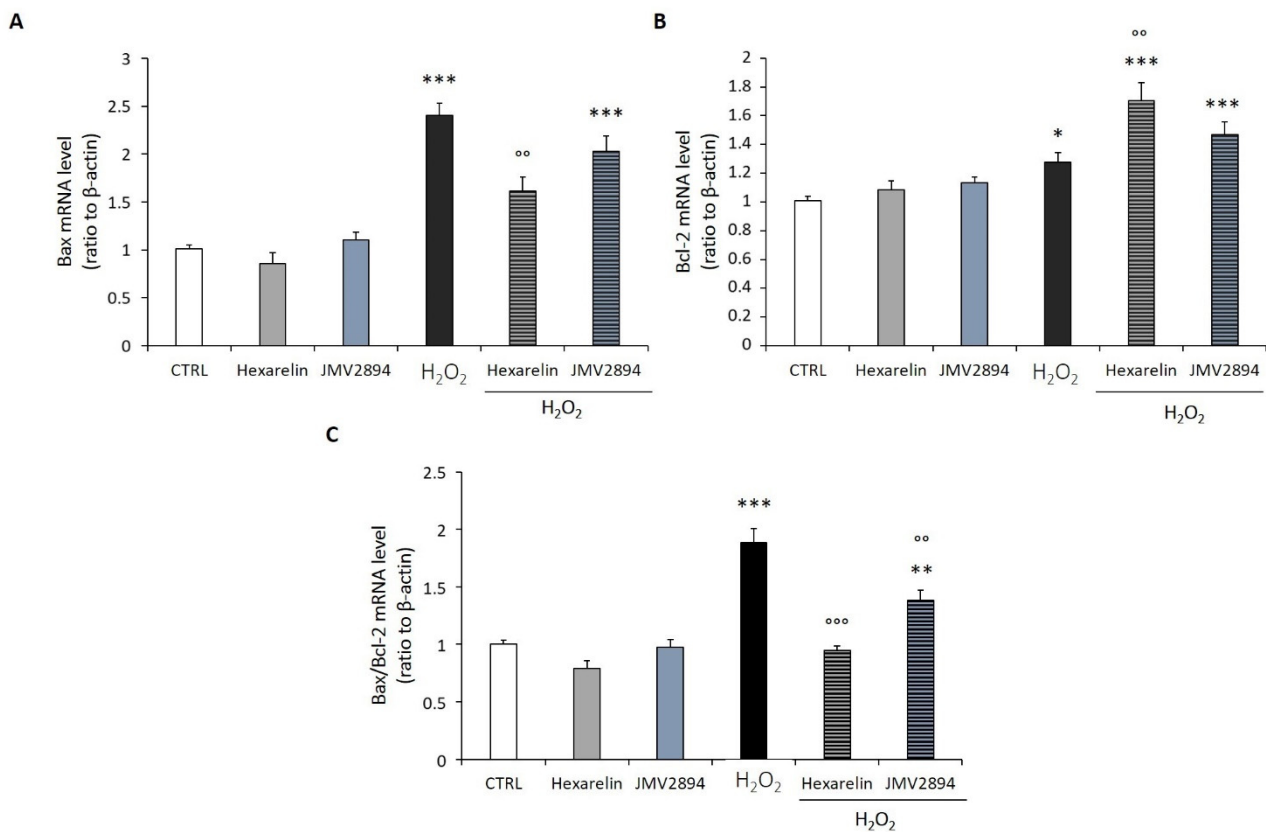 A
Bax mRNA level
(ratio to β-actin)
3
2.5
2
1.5
1
0.5
0
***
°°
***
CTRL Hexarelin JMV2894 H₂O₂ Hexarelin JMV2894
H₂O₂
B
Bcl-2 mRNA level
(ratio to β-actin)
2
1.8
1.6
1.4
1.2
1
0.8
0.6
0.4
0.2
0
*
°°
***
***
CTRL Hexarelin JMV2894 H₂O₂ Hexarelin JMV2894
H₂O₂
C
Bax/Bcl-2 mRNA level
(ratio to β-actin)
2.5
2
1.5
1
0.5
0
***
°°°
°°
**
CTRL Hexarelin JMV2894 H₂O₂ Hexarelin JMV2894
H₂O₂